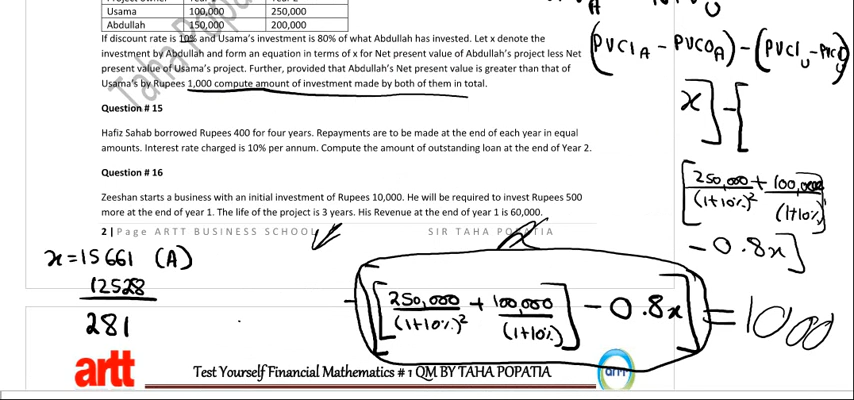 Usama 100,000 250,000
Abdullah 150,000 200,000
If discount rate is 10% and Usama's investment is 80% of what Abdullah has invested. Let x denote the
investment by Abdullah and form an equation in terms of x for Net present value of Abdullah's project less Net
present value of Usama's project. Further, provided that Abdullah's Net present value is greater than that of
Usama's by Rupees 1,000 compute amount of investment made by both of them in total.
Question # 15
Hafiz Sahab borrowed Rupees 400 for four years. Repayments are to be made at the end of each year in equal
amounts. Interest rate charged is 10% per annum. Compute the amount of outstanding loan at the end of Year 2.
Question # 16
Zeeshan starts a business with an initial investment of Rupees 10,000. He will be required to invest Rupees 500
more at the end of year 1. The life of the project is 3 years. His Revenue at the end of year 1 is 60,000.
2 | Page ARTT BUSINESS SCHOOL SIR TAHA POPATIA
(PVCI A - PVCO A) - (PVCI U - PVCO
x] - [
[250,000/(1+10%)² + 100,000/(1+10%)
- 0.8x]
x = 15661 (A)
12528
281
- [[250,000/(1+10%)² + 100,000/(1+10%)] - 0.8x] = 1000
artt
Test Yourself Financial Mathematics # 1 QM BY TAHA POPATIA
artt